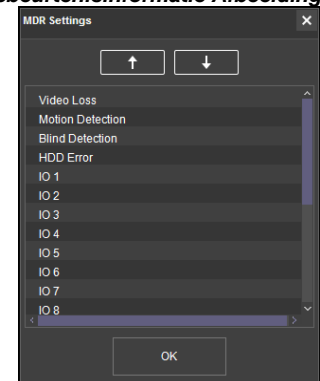 MDR Settings
Video Loss
Motion Detection
Blind Detection
HDD Error
IO 1
IO 2
IO 3
IO 4
IO 5
IO 6
IO 7
IO 8
OK